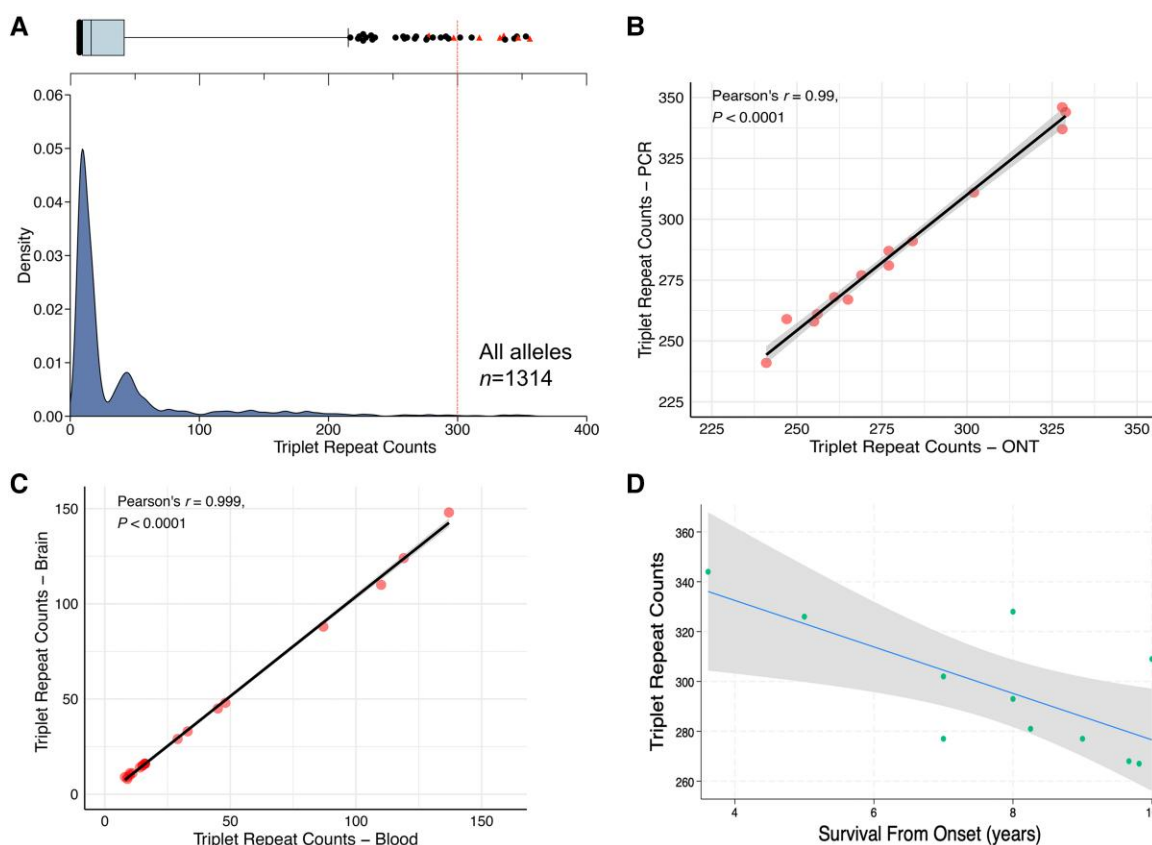 A
0.06
0.05
0.04
0.03
0.02
0.01
0.00
Density
0
100
200
300
400
Triplet Repeat Counts
All alleles
n=1314
B
Pearson's r = 0.99,
P < 0.0001
350
325
300
275
250
225
Triplet Repeat Counts – PCR
225
250
275
300
325
350
Triplet Repeat Counts – ONT
C
Pearson's r = 0.999,
P < 0.0001
150
100
50
0
Triplet Repeat Counts – Brain
0
50
100
150
Triplet Repeat Counts – Blood
D
360
340
320
300
280
260
Triplet Repeat Counts
4
6
8
Survival From Onset (years)